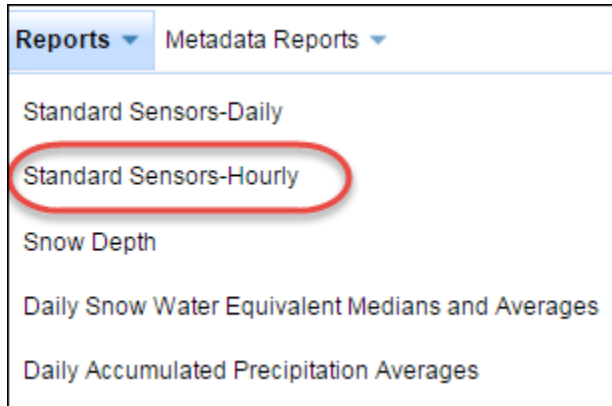 Reports Metadata Reports
Standard Sensors-Daily
Standard Sensors-Hourly
Snow Depth
Daily Snow Water Equivalent Medians and Averages
Daily Accumulated Precipitation Averages